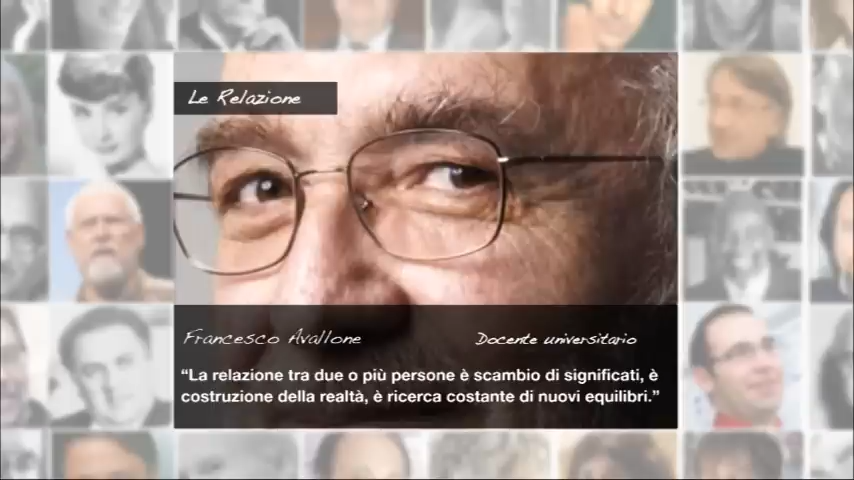 Le Relazione
Francesco Avallone Docente universitario
“La relazione tra due o più persone è scambio di significati, è
costruzione della realtà, è ricerca costante di nuovi equilibri.”